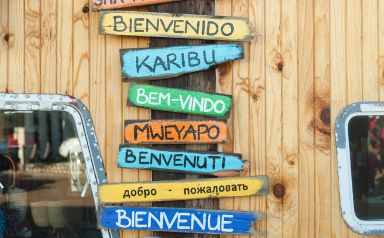 BIENVENIDO
KARIBU
BEM-VINDO
MWEYAPO
BENVENUTI
добро - пожаловать
BIENVENUE